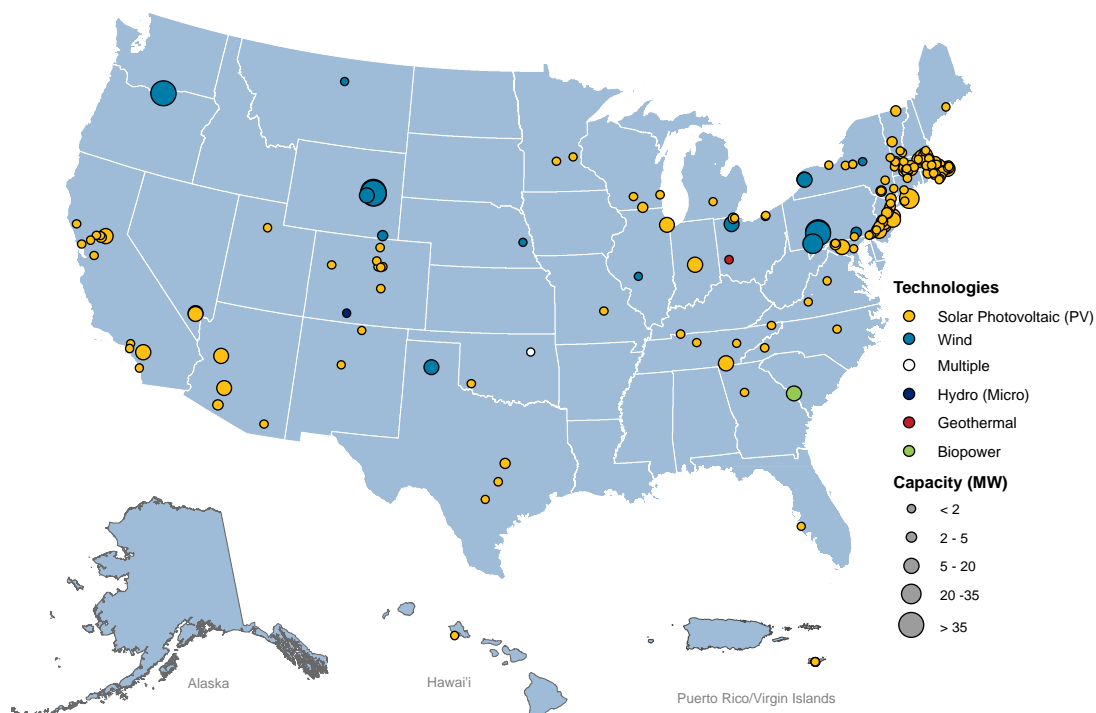 Technologies
Solar Photovoltaic (PV)
Wind
Multiple
Hydro (Micro)
Geothermal
Biopower
Capacity (MW)
< 2
2 - 5
5 - 20
20 -35
> 35
Alaska
Hawai'i
Puerto Rico/Virgin Islands